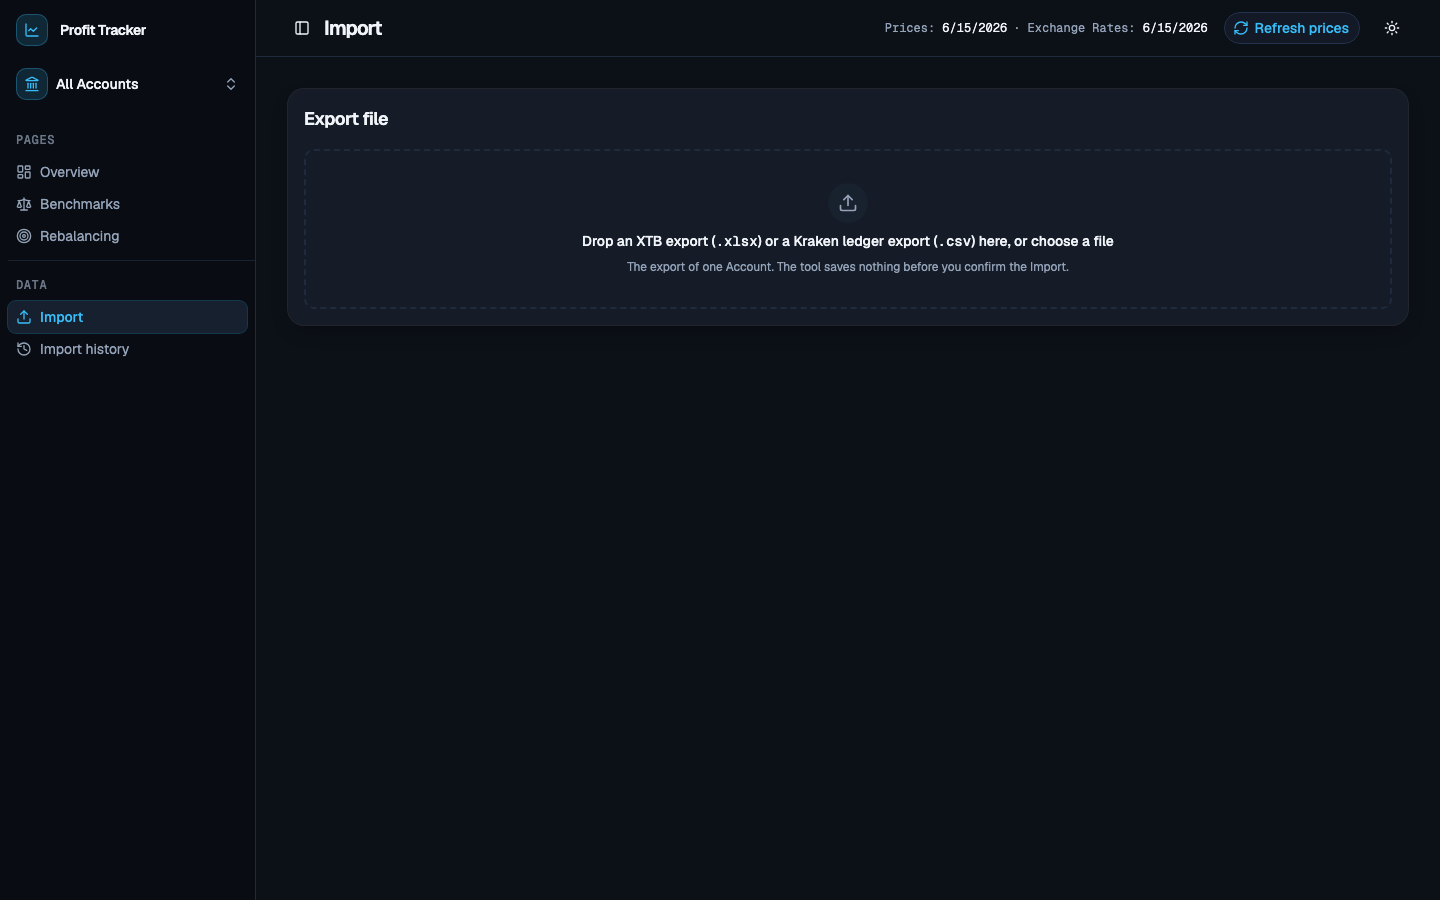 Profit Tracker
All Accounts
PAGES
Overview
Benchmarks
Rebalancing
DATA
Import
Import history
Import
Prices: 6/15/2026 · Exchange Rates: 6/15/2026
Refresh prices
Export file
Drop an XTB export (.xlsx) or a Kraken ledger export (.csv) here, or choose a file
The export of one Account. The tool saves nothing before you confirm the Import.